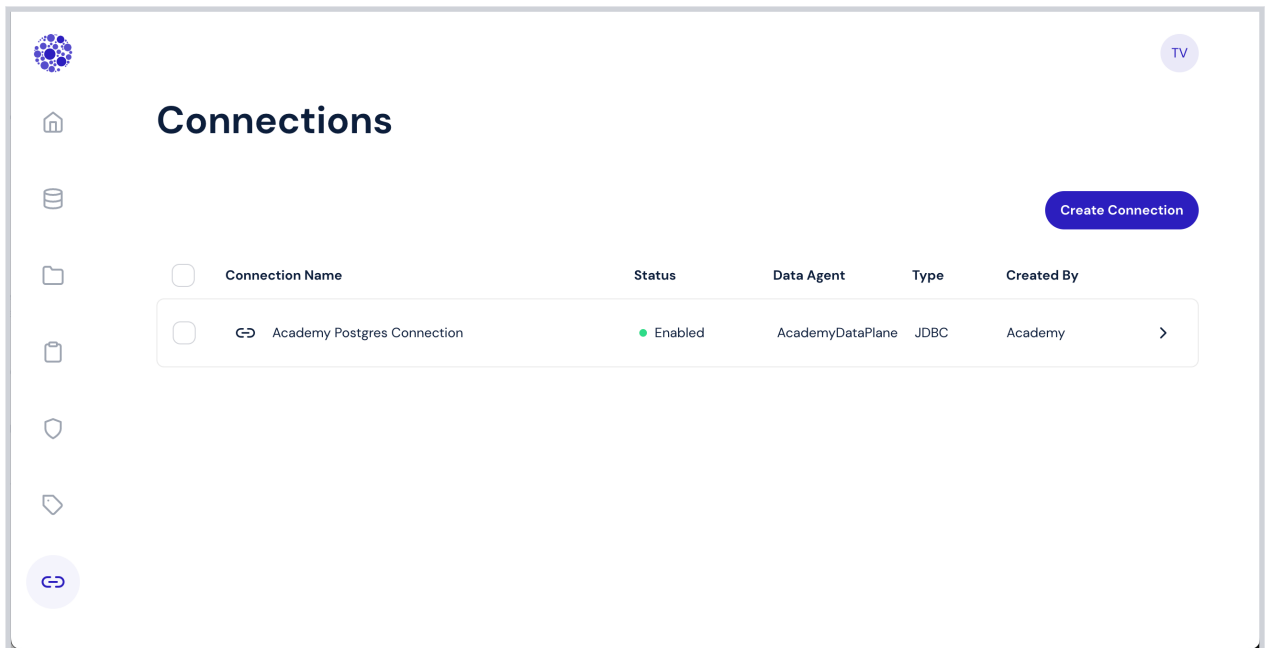 TV
Connections
Create Connection
Connection Name Status Data Agent Type Created By
Academy Postgres Connection Enabled AcademyDataPlane JDBC Academy